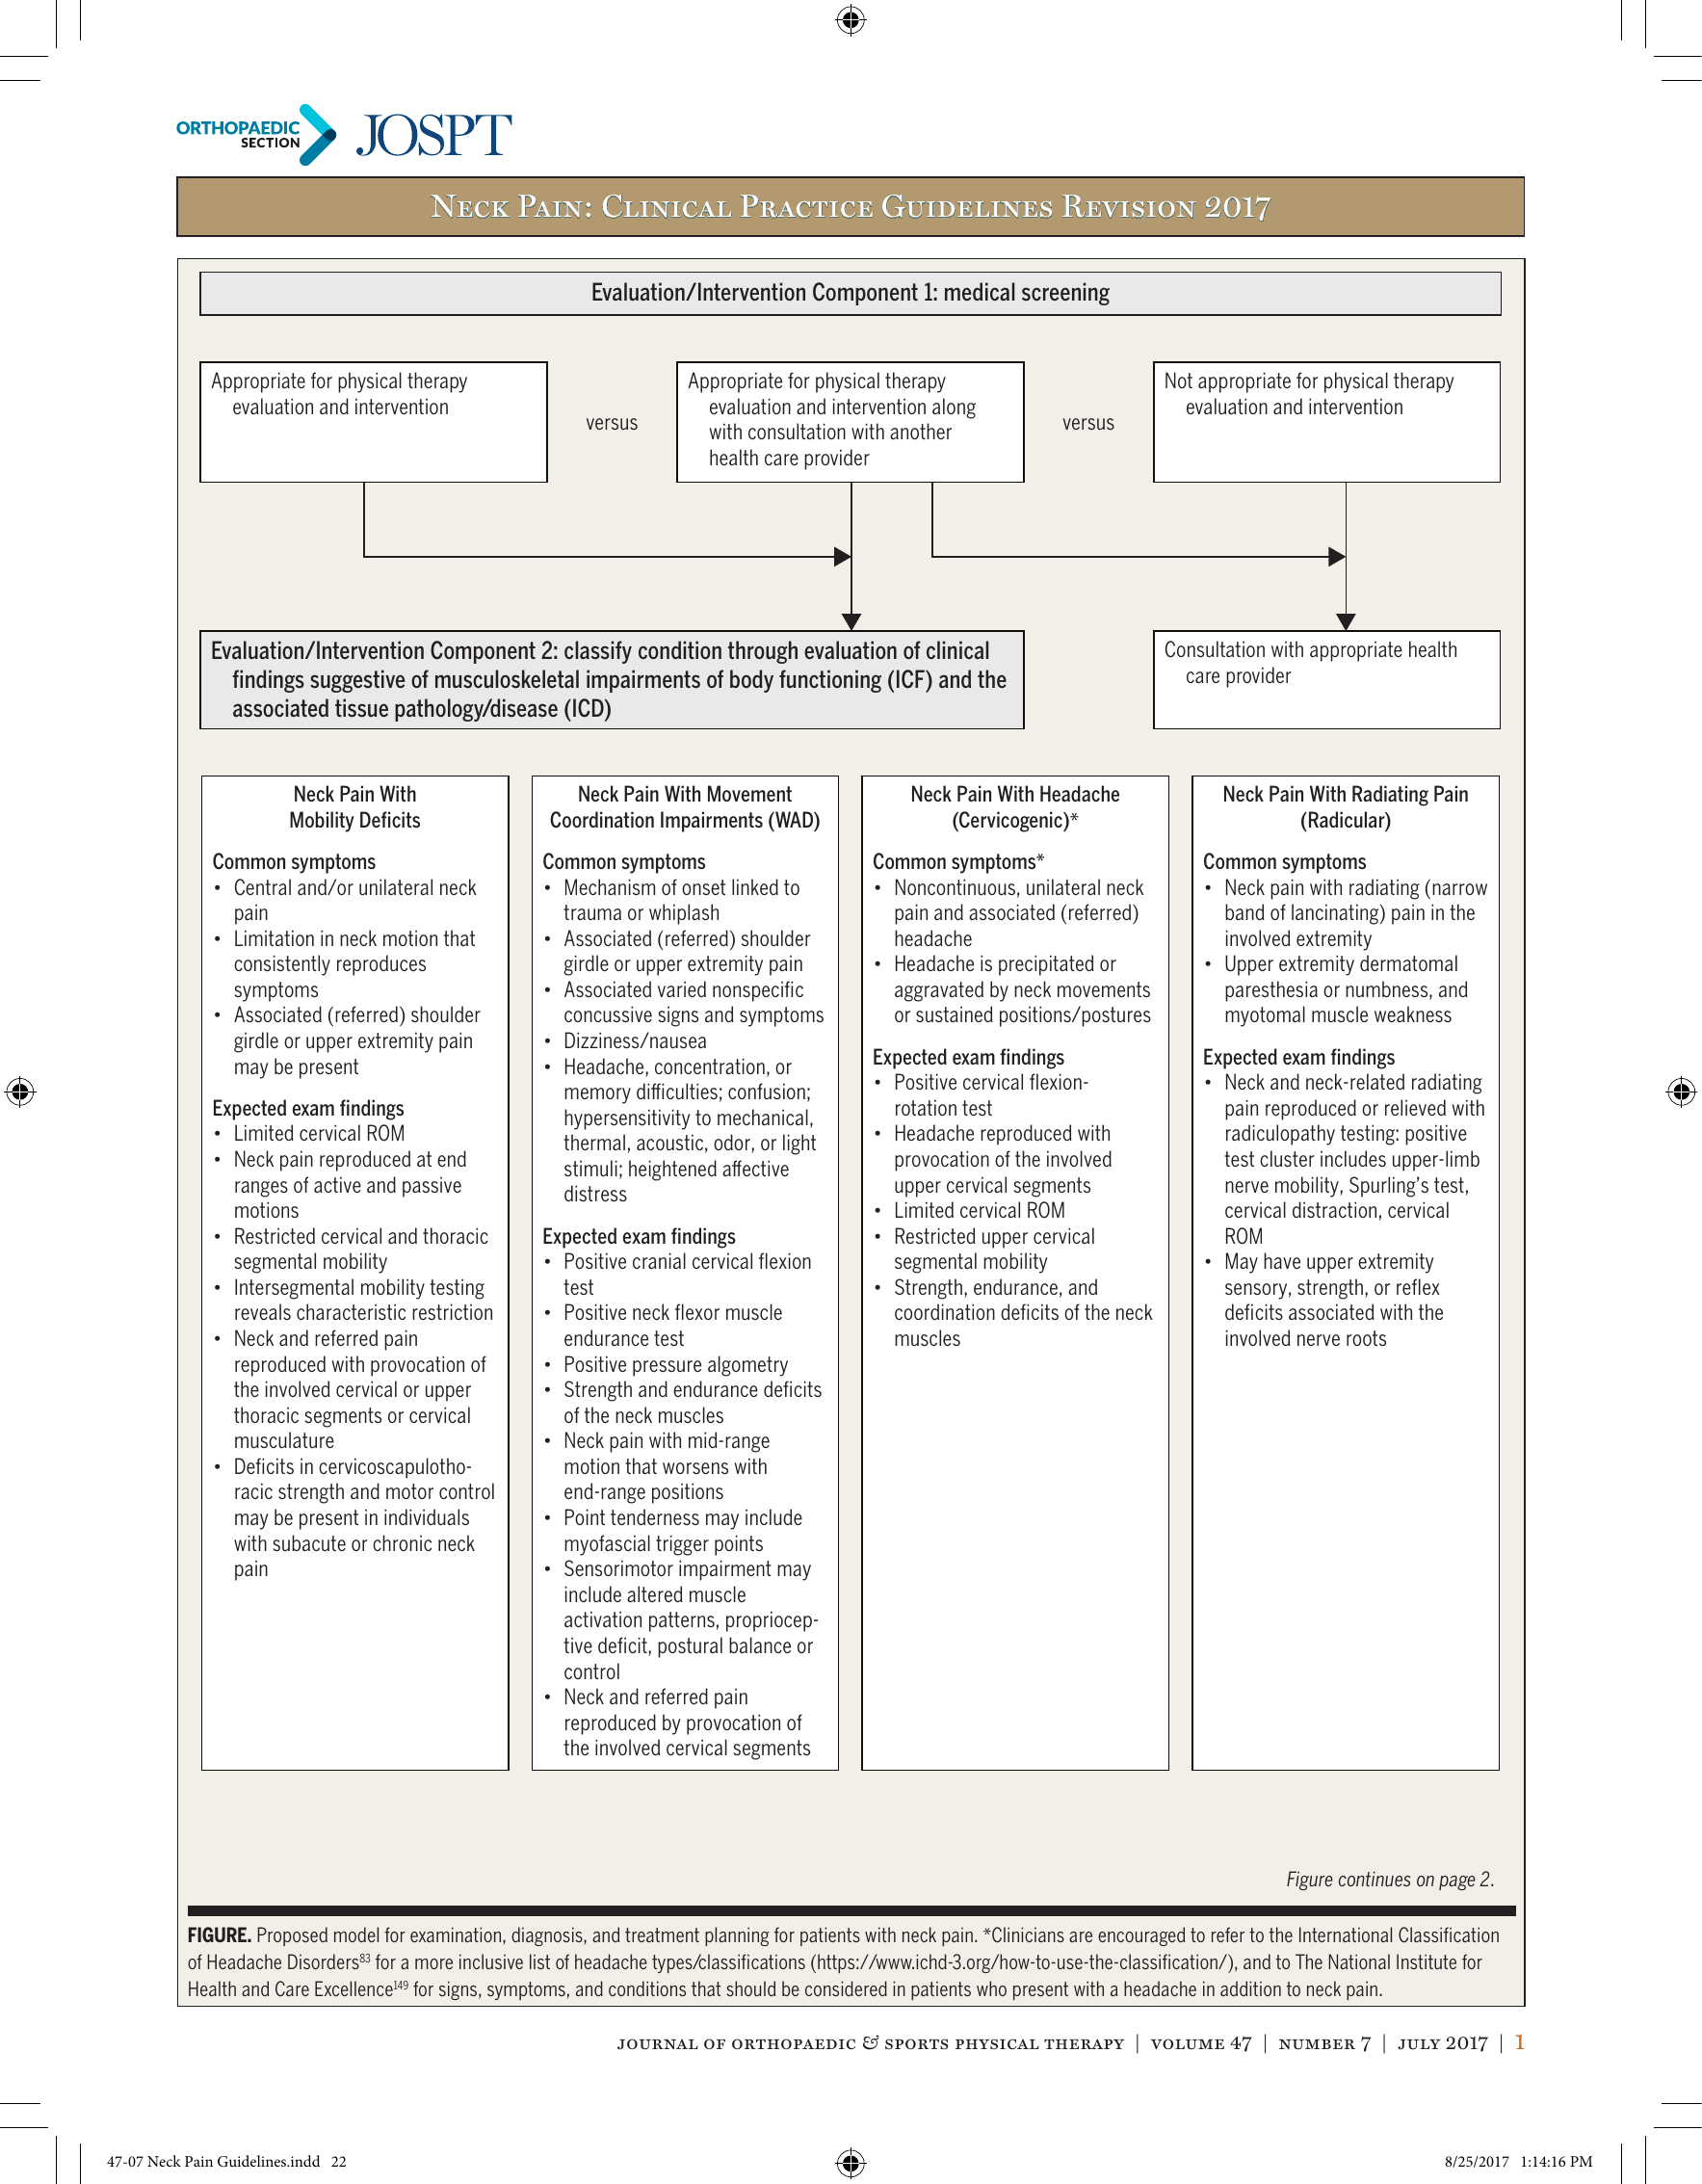 ORTHOPAEDIC
SECTION
JOSPT
Neck Pain: Clinical Practice Guidelines Revision 2017
Evaluation/Intervention Component 1: medical screening
Appropriate for physical therapy
evaluation and intervention
versus
Appropriate for physical therapy
evaluation and intervention along
with consultation with another
health care provider
versus
Not appropriate for physical therapy
evaluation and intervention
Evaluation/Intervention Component 2: classify condition through evaluation of clinical
findings suggestive of musculoskeletal impairments of body functioning (ICF) and the
associated tissue pathology/disease (ICD)
Consultation with appropriate health
care provider
Neck Pain With
Mobility Deficits
Common symptoms
• Central and/or unilateral neck
pain
• Limitation in neck motion that
consistently reproduces
symptoms
• Associated (referred) shoulder
girdle or upper extremity pain
may be present
Expected exam findings
• Limited cervical ROM
• Neck pain reproduced at end
ranges of active and passive
motions
• Restricted cervical and thoracic
segmental mobility
• Intersegmental mobility testing
reveals characteristic restriction
• Neck and referred pain
reproduced with provocation of
the involved cervical or upper
thoracic segments or cervical
musculature
• Deficits in cervicoscapulotho-
racic strength and motor control
may be present in individuals
with subacute or chronic neck
pain
Neck Pain With Movement
Coordination Impairments (WAD)
Common symptoms
• Mechanism of onset linked to
trauma or whiplash
• Associated (referred) shoulder
girdle or upper extremity pain
• Associated varied nonspecific
concussive signs and symptoms
• Dizziness/nausea
• Headache, concentration, or
memory difficulties; confusion;
hypersensitivity to mechanical,
thermal, acoustic, odor, or light
stimuli; heightened affective
distress
Expected exam findings
• Positive cranial cervical flexion
test
• Positive neck flexor muscle
endurance test
• Positive pressure algometry
• Strength and endurance deficits
of the neck muscles
• Neck pain with mid-range
motion that worsens with
end-range positions
• Point tenderness may include
myofascial trigger points
• Sensorimotor impairment may
include altered muscle
activation patterns, propriocep-
tive deficit, postural balance or
control
• Neck and referred pain
reproduced by provocation of
the involved cervical segments
Neck Pain With Headache
(Cervicogenic)*
Common symptoms*
• Noncontinuous, unilateral neck
pain and associated (referred)
headache
• Headache is precipitated or
aggravated by neck movements
or sustained positions/postures
Expected exam findings
• Positive cervical flexion-
rotation test
• Headache reproduced with
provocation of the involved
upper cervical segments
• Limited cervical ROM
• Restricted upper cervical
segmental mobility
• Strength, endurance, and
coordination deficits of the neck
muscles
Neck Pain With Radiating Pain
(Radicular)
Common symptoms
• Neck pain with radiating (narrow
band of lancinating) pain in the
involved extremity
• Upper extremity dermatomal
paresthesia or numbness, and
myotomal muscle weakness
Expected exam findings
• Neck and neck-related radiating
pain reproduced or relieved with
radiculopathy testing: positive
test cluster includes upper-limb
nerve mobility, Spurling's test,
cervical distraction, cervical
ROM
• May have upper extremity
sensory, strength, or reflex
deficits associated with the
involved nerve roots
Figure continues on page 2.
FIGURE. Proposed model for examination, diagnosis, and treatment planning for patients with neck pain. *Clinicians are encouraged to refer to the International Classification
of Headache Disorders83 for a more inclusive list of headache types/classifications (https://www.ichd-3.org/how-to-use-the-classification/), and to The National Institute for
Health and Care Excellence149 for signs, symptoms, and conditions that should be considered in patients who present with a headache in addition to neck pain.
journal of orthopaedic & sports physical therapy | volume 47 | number 7 | july 2017 | 1
47-07 Neck Pain Guidelines.indd 22
8/25/2017 1:14:16 PM